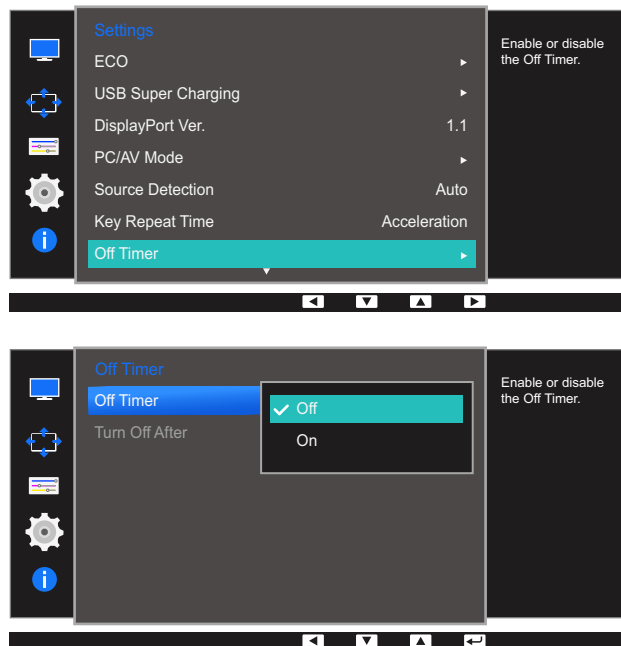 Settings
ECO
USB Super Charging
DisplayPort Ver. 1.1
PC/AV Mode
Source Detection Auto
Key Repeat Time Acceleration
Off Timer
Enable or disable
the Off Timer.
Off Timer
Off Timer
Turn Off After
Off
On
Enable or disable
the Off Timer.